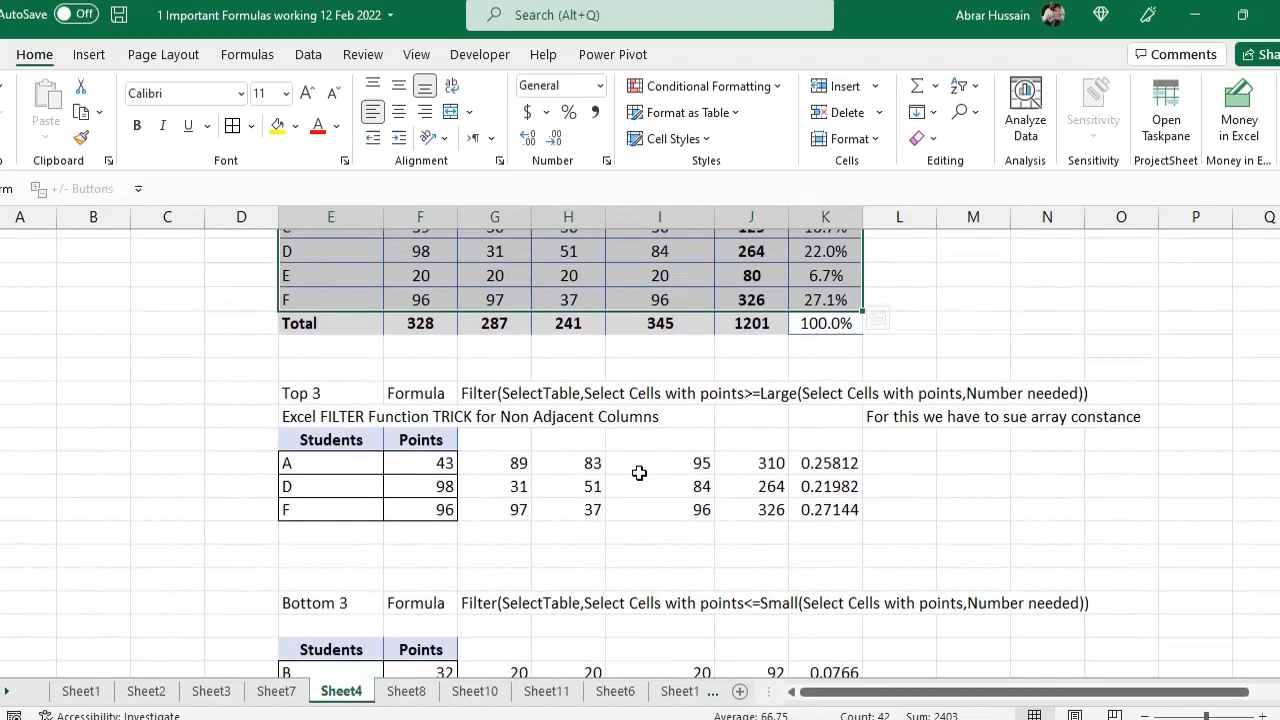 AutoSave Off 1 Important Formulas working 12 Feb 2022 Search (Alt+Q) Abrar Hussain
Home Insert Page Layout Formulas Data Review View Developer Help Power Pivot Comments Sha
Paste Calibri 11 General Conditional Formatting Insert Analyze Data Sensitivity Open Taskpane Money in Excel
Format as Table Delete
B I U A $ % Cell Styles Format
Clipboard Font Alignment Number Styles Cells Editing Analysis Sensitivity ProjectSheet Money in E...
rm +/- Buttons
A B C D E F G H I J K L M N O P Q
D 98 31 51 84 264 22.0%
E 20 20 20 20 80 6.7%
F 96 97 37 96 326 27.1%
Total 328 287 241 345 1201 100.0%
Top 3 Formula Filter(SelectTable,Select Cells with points>=Large(Select Cells with points,Number needed))
Excel FILTER Function TRICK for Non Adjacent Columns For this we have to sue array constance
Students Points
A 43 89 83 95 310 0.25812
D 98 31 51 84 264 0.21982
F 96 97 37 96 326 0.27144
Bottom 3 Formula Filter(SelectTable,Select Cells with points<=Small(Select Cells with points,Number needed))
Students Points
B 32 20 20 20 92 0.0766
Sheet1 Sheet2 Sheet3 Sheet7 Sheet4 Sheet8 Sheet10 Sheet11 Sheet6 Sheet1 ...
Accessibility: Investigate Average: 66.75 Count: 42 Sum: 2403